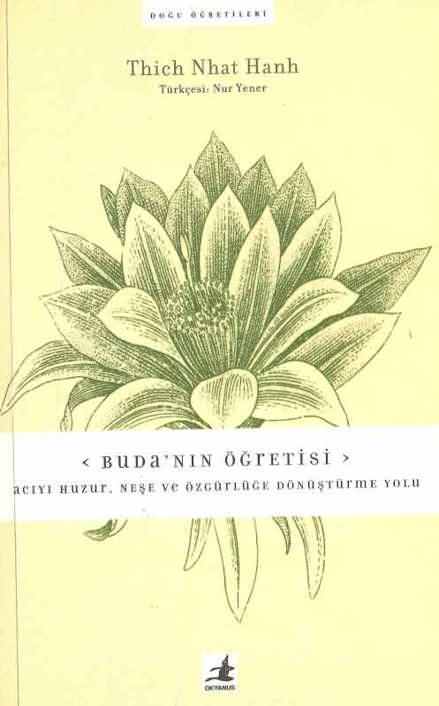 DOĞU ÖĞRETİLERİ
Thich Nhat Hanh
Türkçesi: Nur Yener
< BUDA'NIN ÖĞRETİSİ >
ACIYI HUZUR, NEŞE VE ÖZGÜRLÜĞE DÖNÜŞTÜRME YOLU
OKYANUS